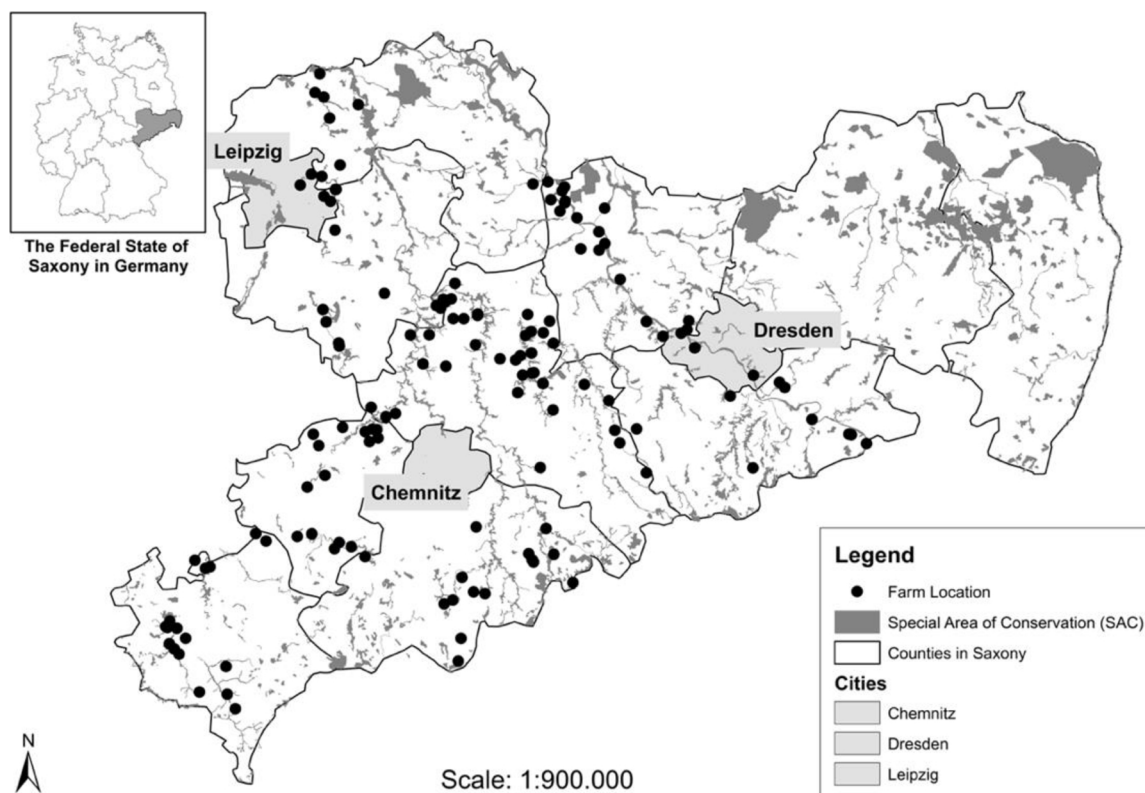 The Federal State of
Saxony in Germany
Leipzig
Dresden
Chemnitz
N
Scale: 1:900.000
Legend
Farm Location
Special Area of Conservation (SAC)
Counties in Saxony
Cities
Chemnitz
Dresden
Leipzig